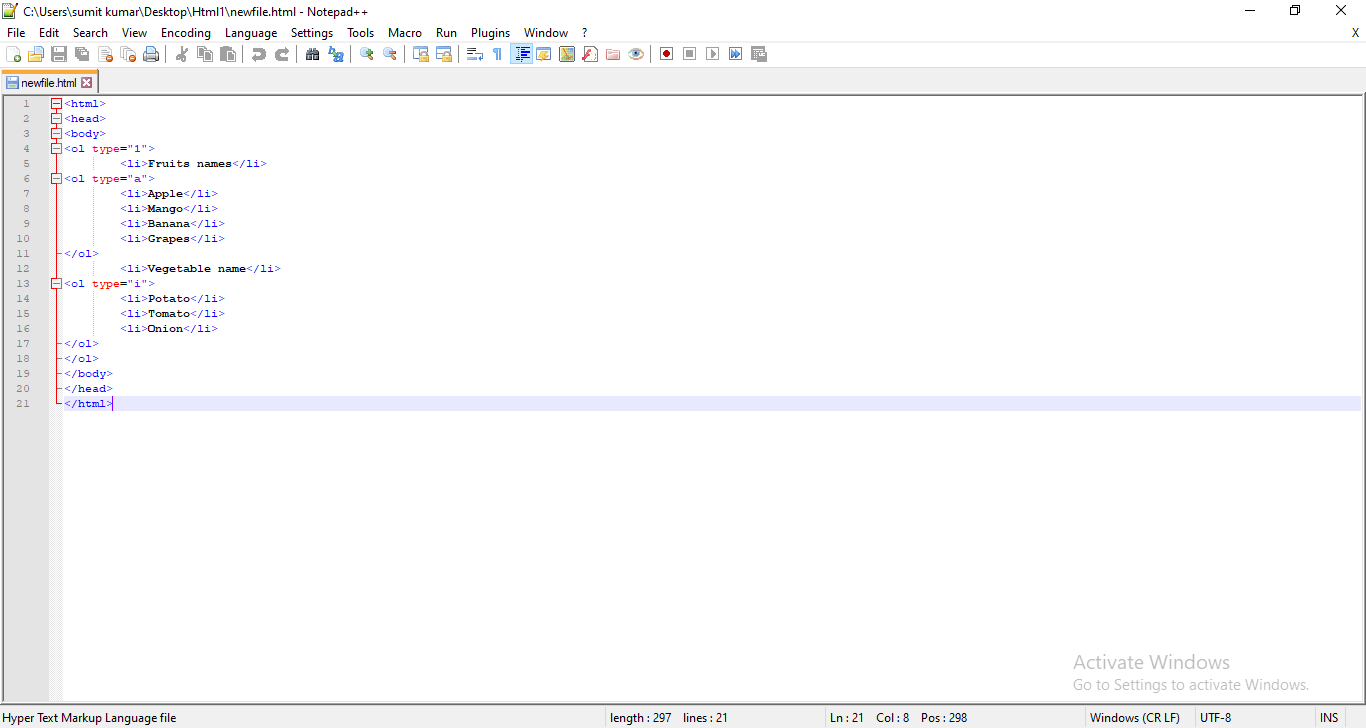 C:\Users\sumit kumar\Desktop\Html1\newfile.html - Notepad++
File Edit Search View Encoding Language Settings Tools Macro Run Plugins Window ? X
newfile.html
1 <html>
2 <head>
3 <body>
4 <ol type="1">
5 <li>Fruits names</li>
6 <ol type="a">
7 <li>Apple</li>
8 <li>Mango</li>
9 <li>Banana</li>
10 <li>Grapes</li>
11 </ol>
12 <li>Vegetable name</li>
13 <ol type="i">
14 <li>Potato</li>
15 <li>Tomato</li>
16 <li>Onion</li>
17 </ol>
18 </ol>
19 </body>
20 </head>
21 </html>
Activate Windows
Go to Settings to activate Windows.
Hyper Text Markup Language file length : 297 lines : 21 Ln : 21 Col : 8 Pos : 298 Windows (CR LF) UTF-8 INS